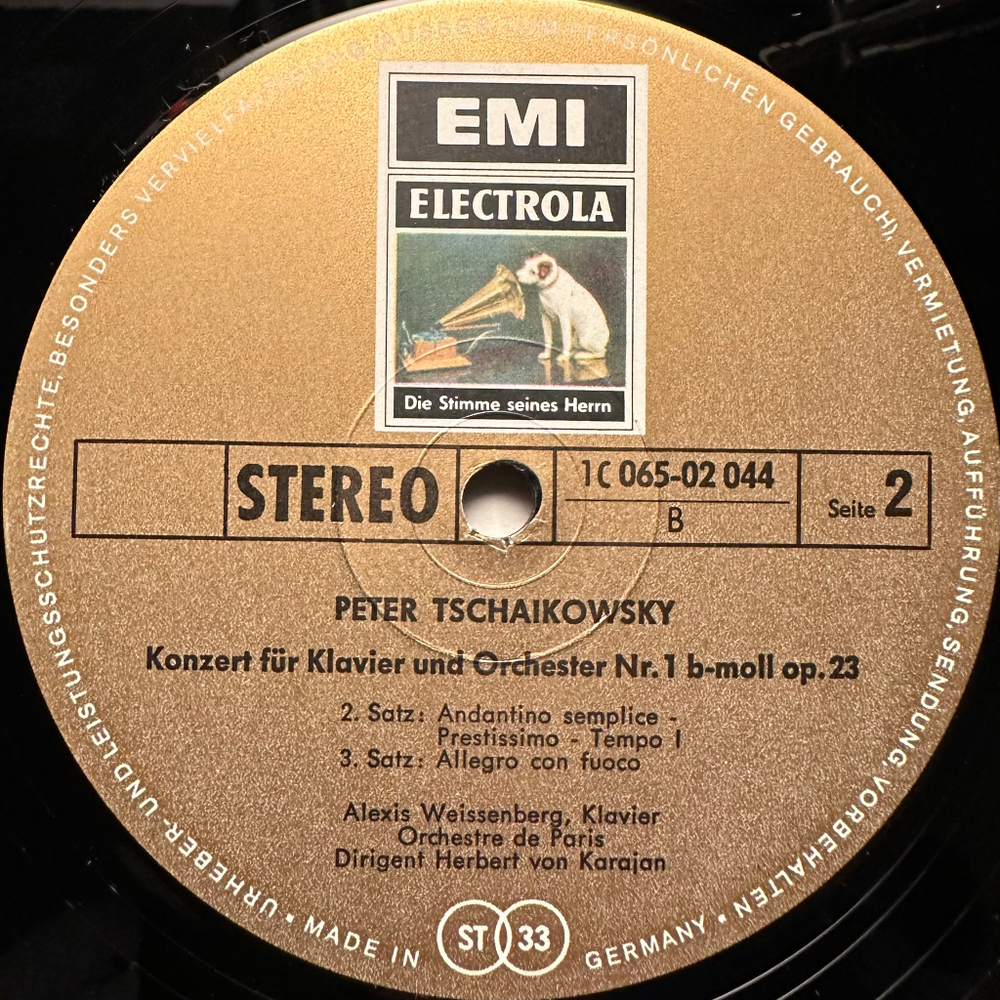 EMI
ELECTROLA
Die Stimme seines Herrn
STEREO
1C 065-02 044
B
Seite 2
PETER TSCHAIKOWSKY
Konzert für Klavier und Orchester Nr. 1 b-moll op. 23
2. Satz: Andantino semplice -
Prestissimo - Tempo I
3. Satz: Allegro con fuoco
Alexis Weissenberg, Klavier
Orchestre de Paris
Dirigent Herbert von Karajan
ST 33
MADE IN GERMANY
URHEBER- UND LEISTUNGSSCHUTZRECHTE, BESONDERS VERVIELFÄLTIGUNG (AUSSER ZUM PERSÖNLICHEN GEBRAUCH), VERMIETUNG, AUFFÜHRUNG, SENDUNG, VORBEHALTEN